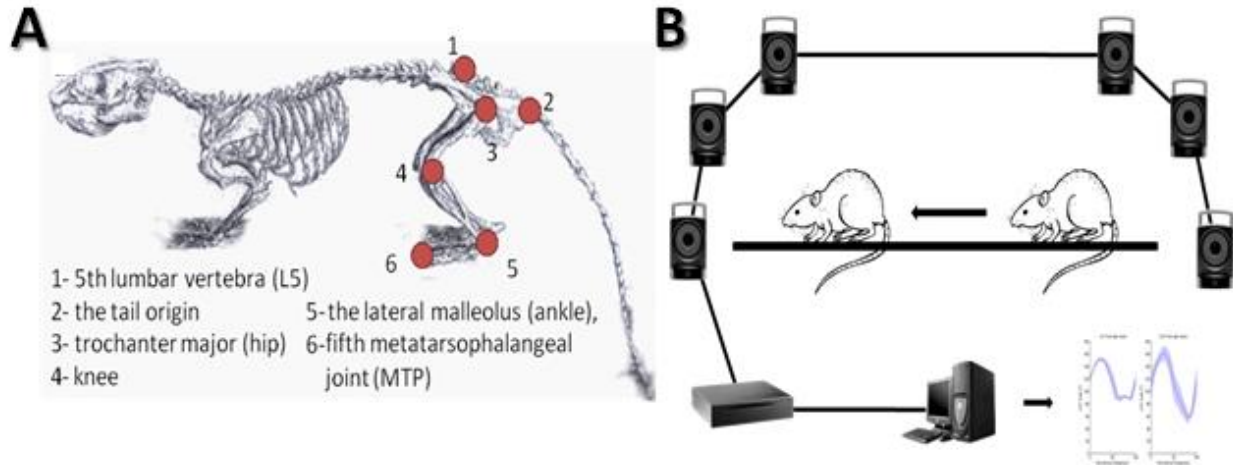 A
B
1
2
3
4
5
6
1- 5th lumbar vertebra (L5)
2- the tail origin
3- trochanter major (hip)
4- knee
5-the lateral malleolus (ankle),
6-fifth metatarsophalangeal
joint (MTP)